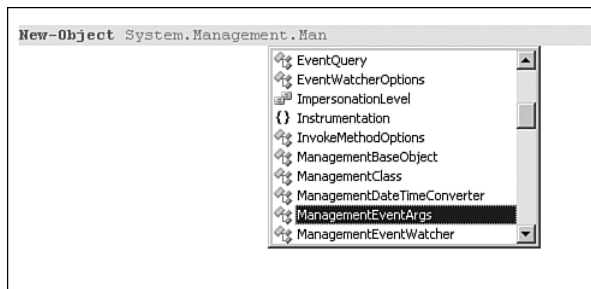 New-Object System.Management.Man
EventQuery
EventWatcherOptions
ImpersonationLevel
{} Instrumentation
InvokeMethodOptions
ManagementBaseObject
ManagementClass
ManagementDateTimeConverter
ManagementEventArgs
ManagementEventWatcher